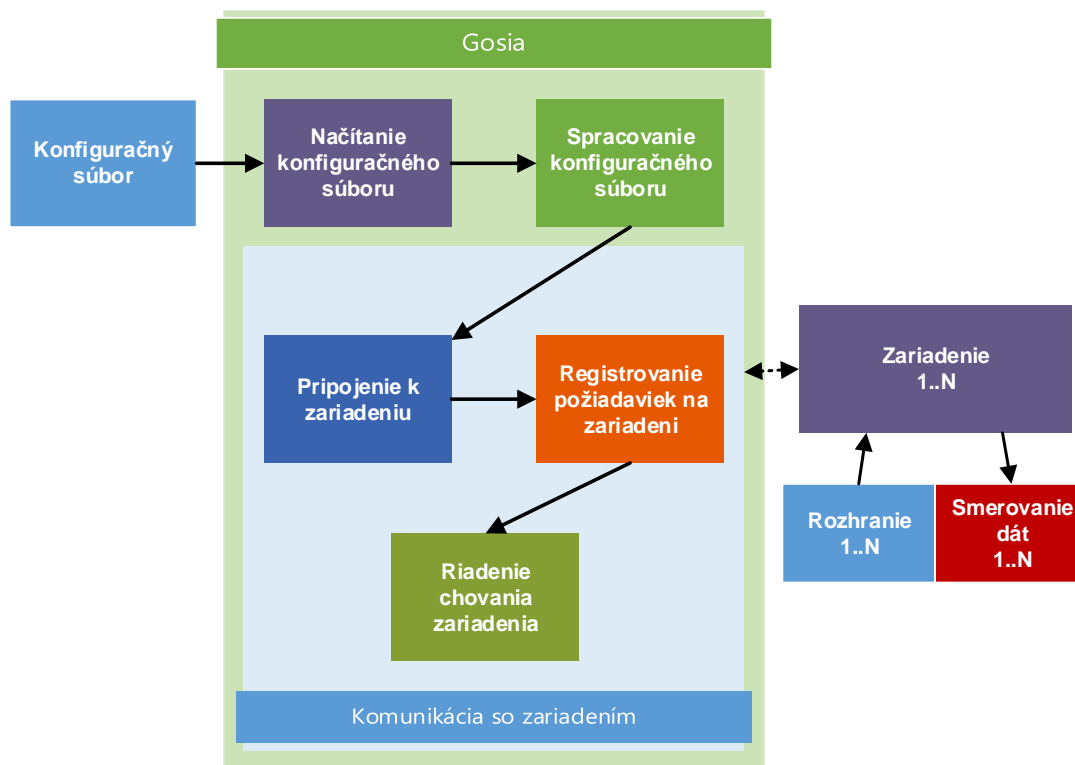 Gosia
Konfiguračný
súbor
Načítanie
konfiguračného
súboru
Spracovanie
konfiguračného
súboru
Pripojenie k
zariadeniu
Registrovanie
požiadaviek na
zariadeni
Zariadenie
1..N
Rozhranie
1..N
Smerovanie
dát
1..N
Riadenie
chovania
zariadenia
Komunikácia so zariadením